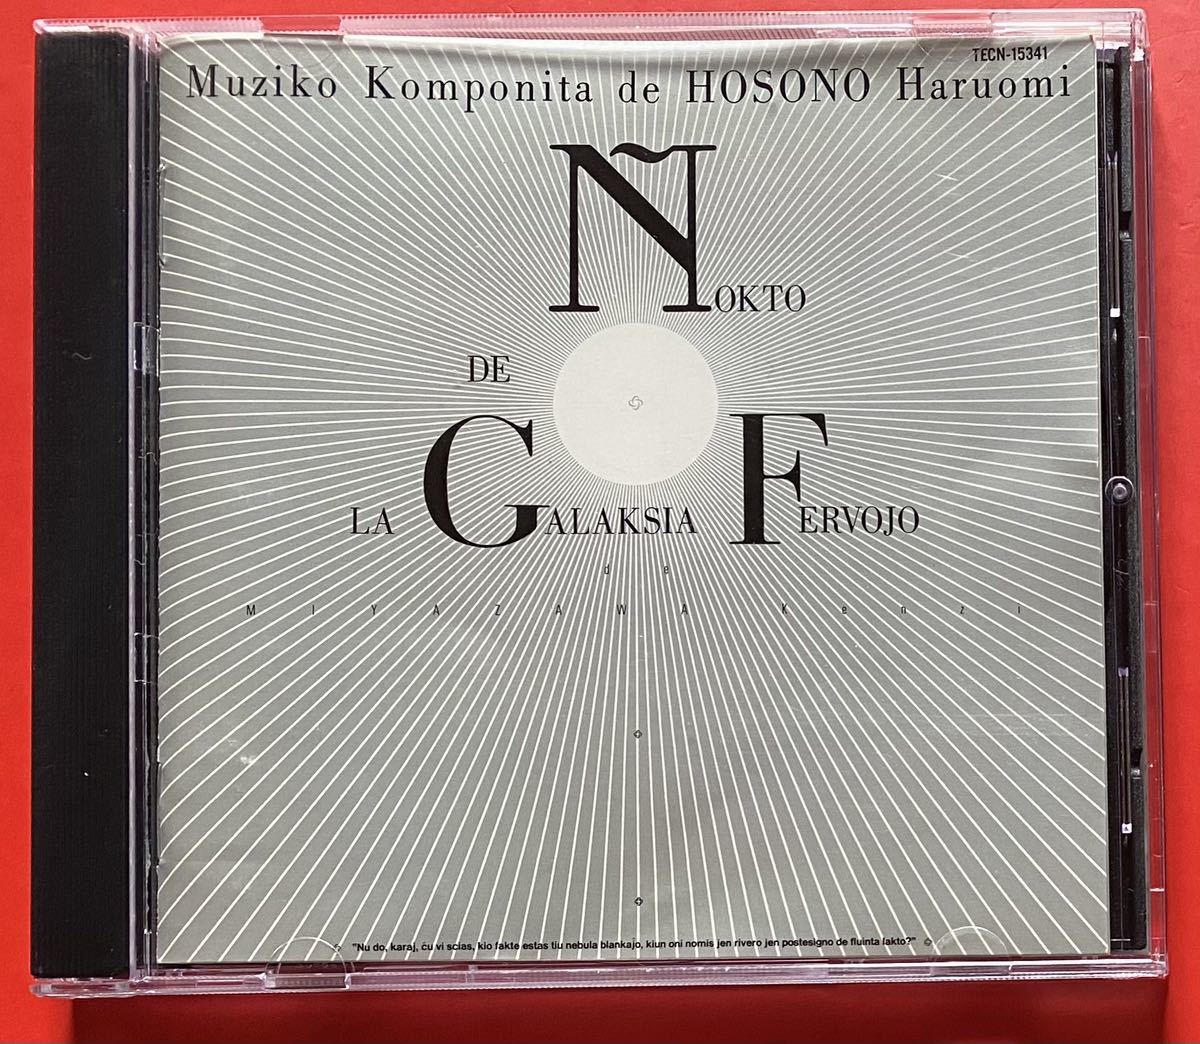 TECN-15341
Muziko Komponita de HOSONO Haruomi
ÑOKTO
DE
LA GALAKSIA FERVOJO
de
MIYAZAWA Kenzi
"Nu do, karaj, ĉu vi scias, kio fakte estas tiu nebula blankaĵo, kiun oni nomis jen rivero jen postesigno de fluinta lakto?"